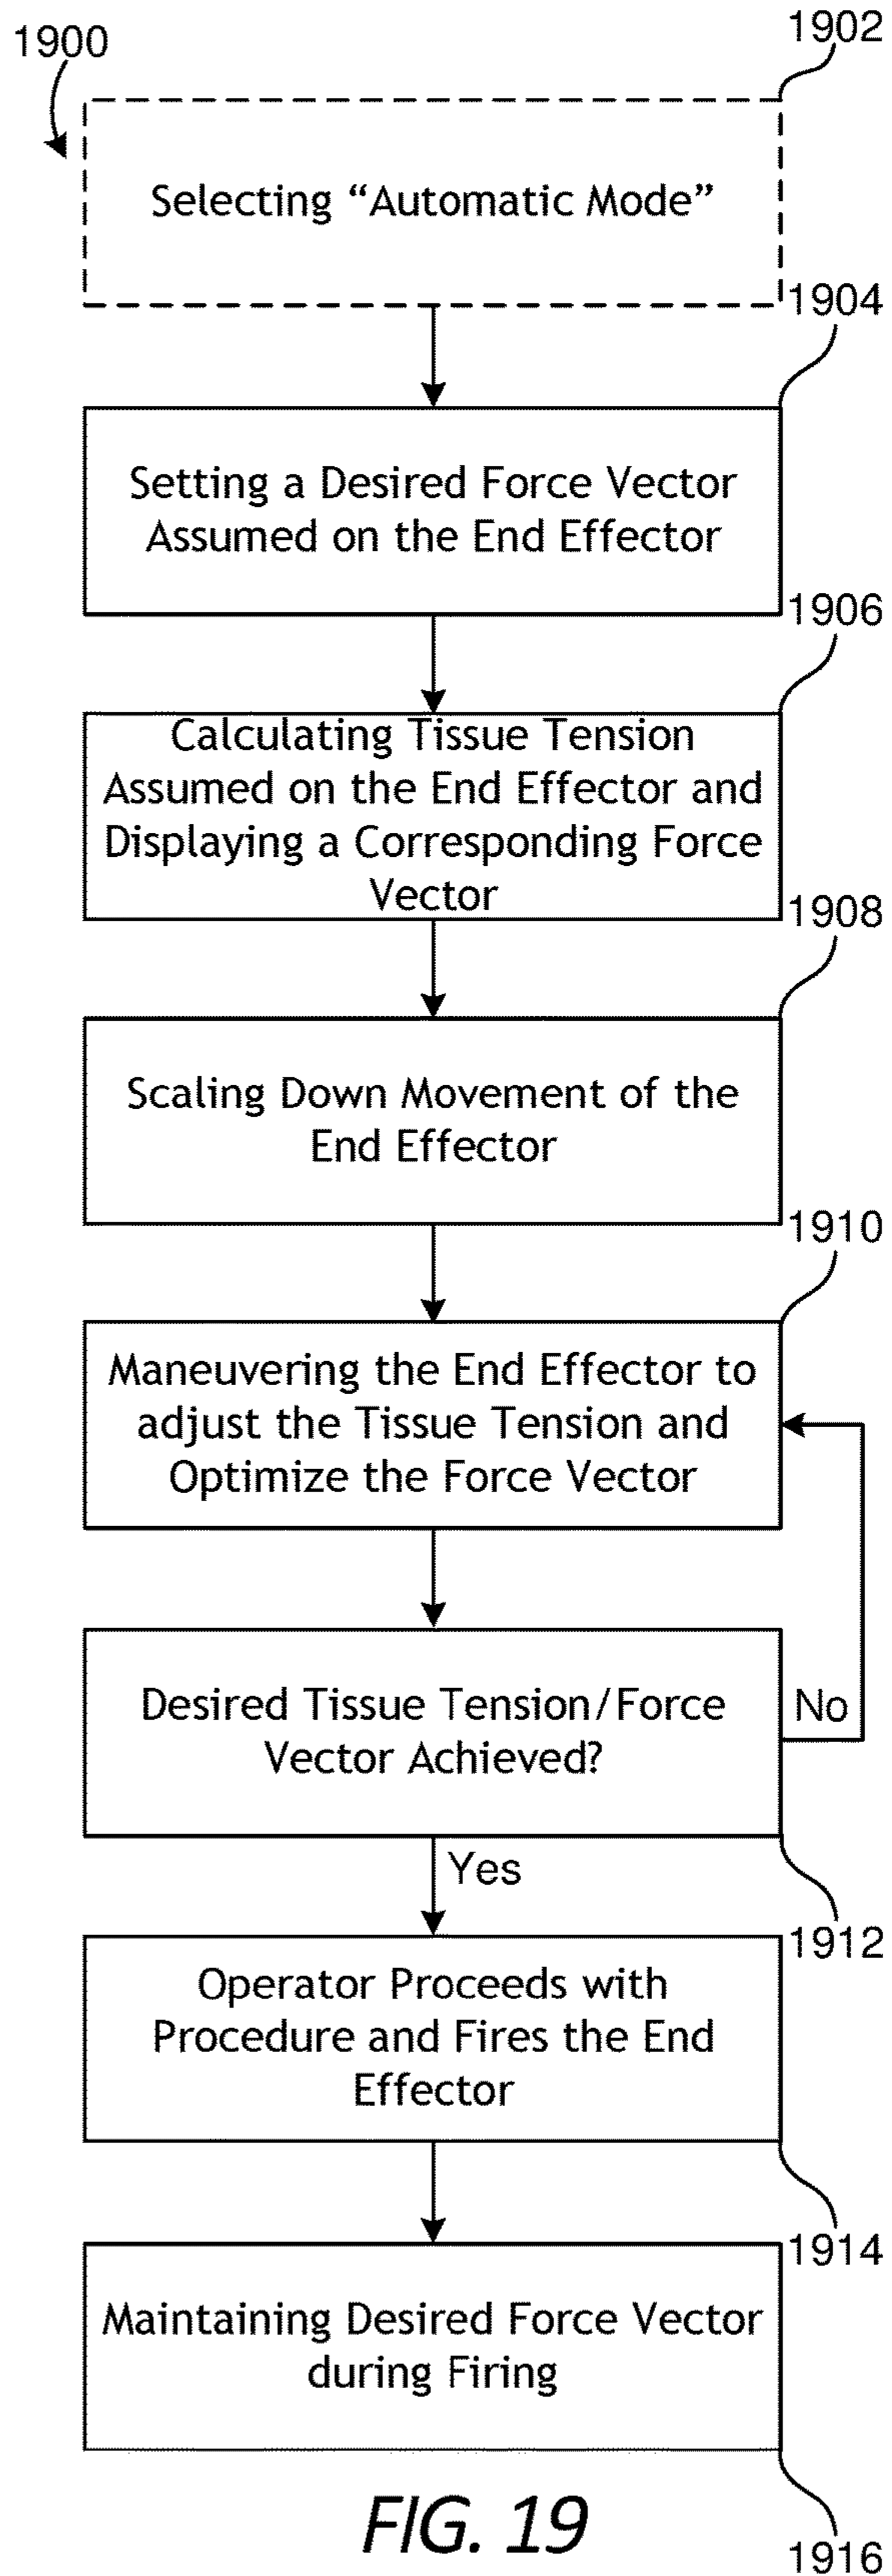 1900
1902
Selecting “Automatic Mode”
1904
Setting a Desired Force Vector
Assumed on the End Effector
1906
Calculating Tissue Tension
Assumed on the End Effector and
Displaying a Corresponding Force
Vector
1908
Scaling Down Movement of the
End Effector
1910
Maneuvering the End Effector to
adjust the Tissue Tension and
Optimize the Force Vector
Desired Tissue Tension/Force
Vector Achieved?
No
Yes
1912
Operator Proceeds with
Procedure and Fires the End
Effector
1914
Maintaining Desired Force Vector
during Firing
1916
FIG. 19